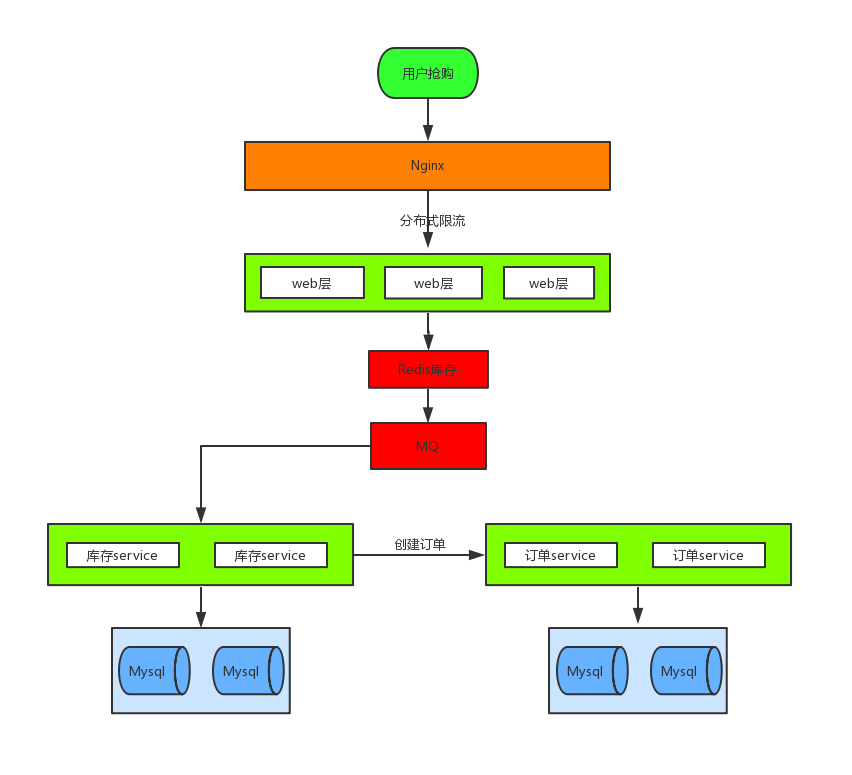 用户抢购
Nginx
分布式限流
web层
web层
web层
Redis库存
MQ
库存service
库存service
创建订单
订单service
订单service
Mysql
Mysql
Mysql
Mysql